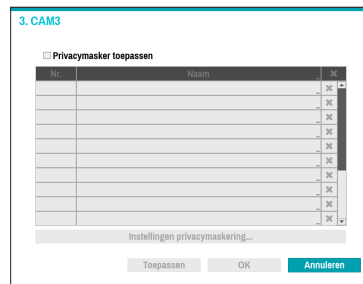 3. CAM3
Privacymasker toepassen
Nr. Naam
Instellingen privacymaskering...
Toepassen OK Annuleren